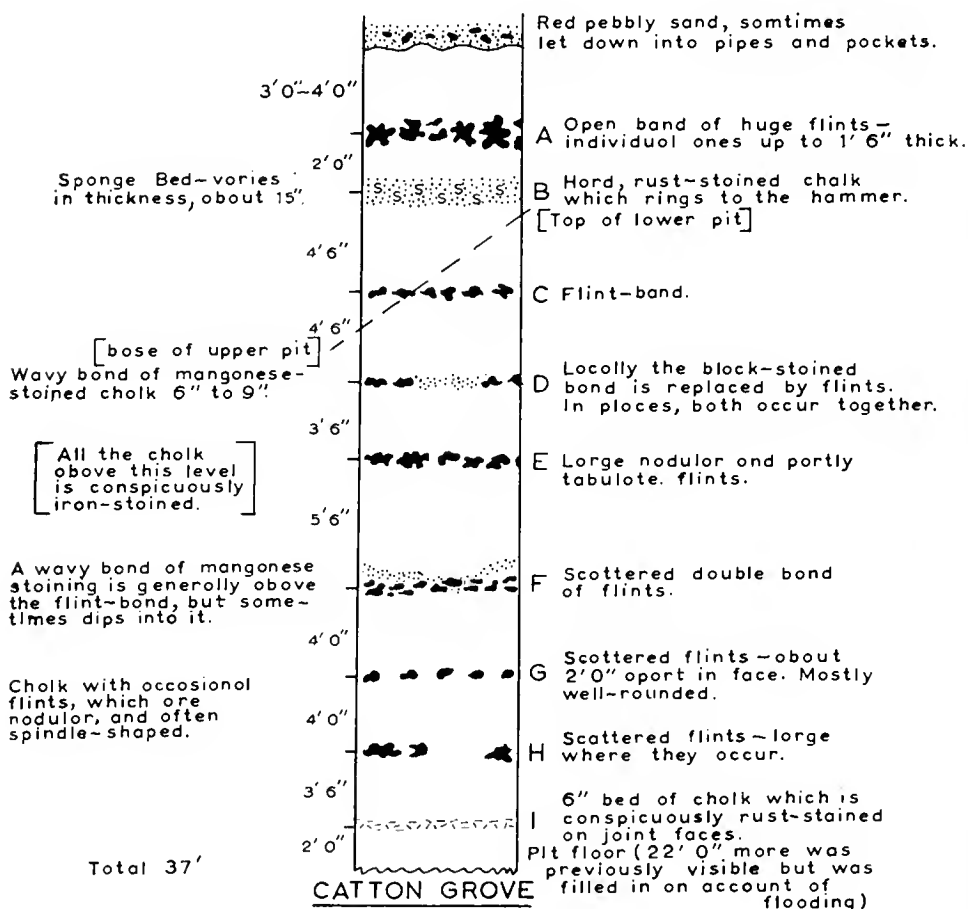 Red pebbly sand, somtimes
let down into pipes and pockets.
3'0"-4'0"
A Open band of huge flints-
individual ones up to 1' 6" thick.
2'0"
Sponge Bed-vories
in thickness, obout 15".
B Hord, rust-stoined chalk
which rings to the hammer.
[Top of lower pit]
4'6"
C Flint-band.
4'6"
[bose of upper pit]
Wavy bond of mangonese-
stoined cholk 6" to 9".
D Locolly the block-stoined
bond is replaced by flints.
In ploces, both occur together.
3'6"
[All the cholk
obove this level
is conspicuously
iron-stoined.]
E Lorge nodulor ond portly
tobulote. flints.
5'6"
A wavy bond of mongonese
stoining is generolly obove
the flint-bond, but some-
times dips into it.
F Scottered double bond
of flints.
4'0"
G Scottered flints-obout
2'0" oport in face. Mostly
well-rounded.
Cholk with occosionol
flints, which ore
nodulor, and often
spindle-shaped.
4'0"
H Scattered flints-lorge
where they occur.
3'6"
I 6" bed of chalk which is
conspicuously rust-stained
on joint faces.
2'0"
Total 37'
Pit floor (22' 0" more was
previously visible but was
filled in on account of
flooding)
CATTON GROVE
S S S S S S